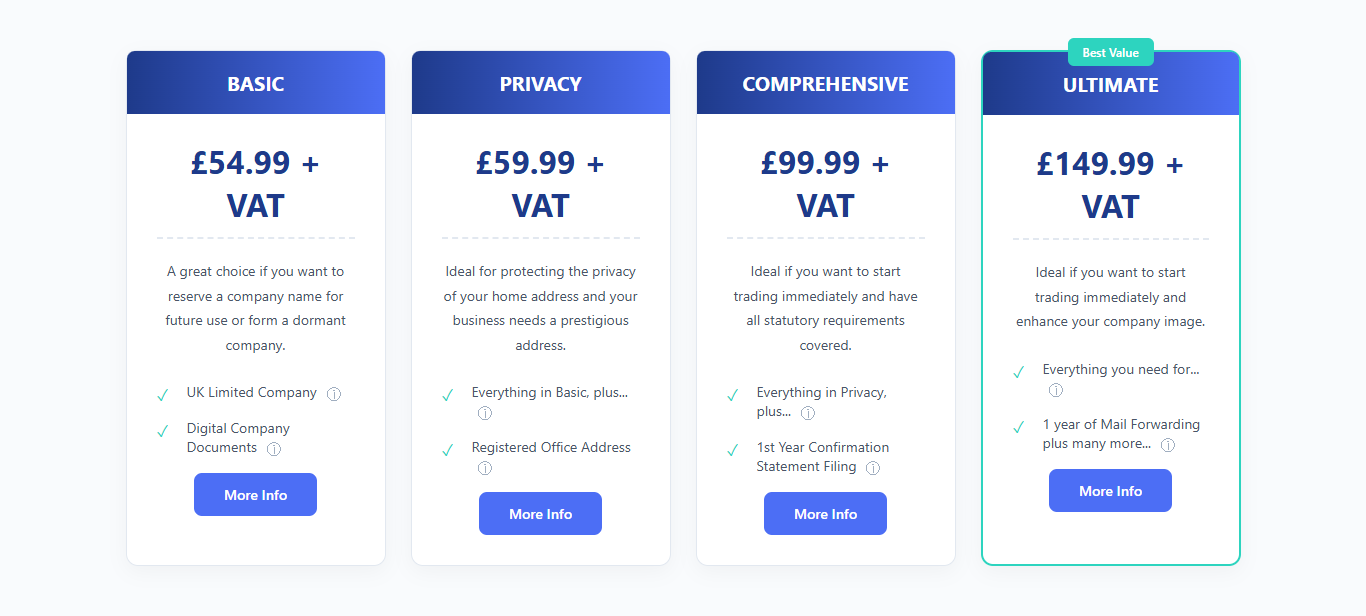 BASIC
£54.99 +
VAT
A great choice if you want to
reserve a company name for
future use or form a dormant
company.
UK Limited Company
Digital Company
Documents
More Info
PRIVACY
£59.99 +
VAT
Ideal for protecting the privacy
of your home address and your
business needs a prestigious
address.
Everything in Basic, plus...
Registered Office Address
More Info
COMPREHENSIVE
£99.99 +
VAT
Ideal if you want to start
trading immediately and have
all statutory requirements
covered.
Everything in Privacy,
plus...
1st Year Confirmation
Statement Filing
More Info
Best Value
ULTIMATE
£149.99 +
VAT
Ideal if you want to start
trading immediately and
enhance your company image.
Everything you need for...
1 year of Mail Forwarding
plus many more...
More Info